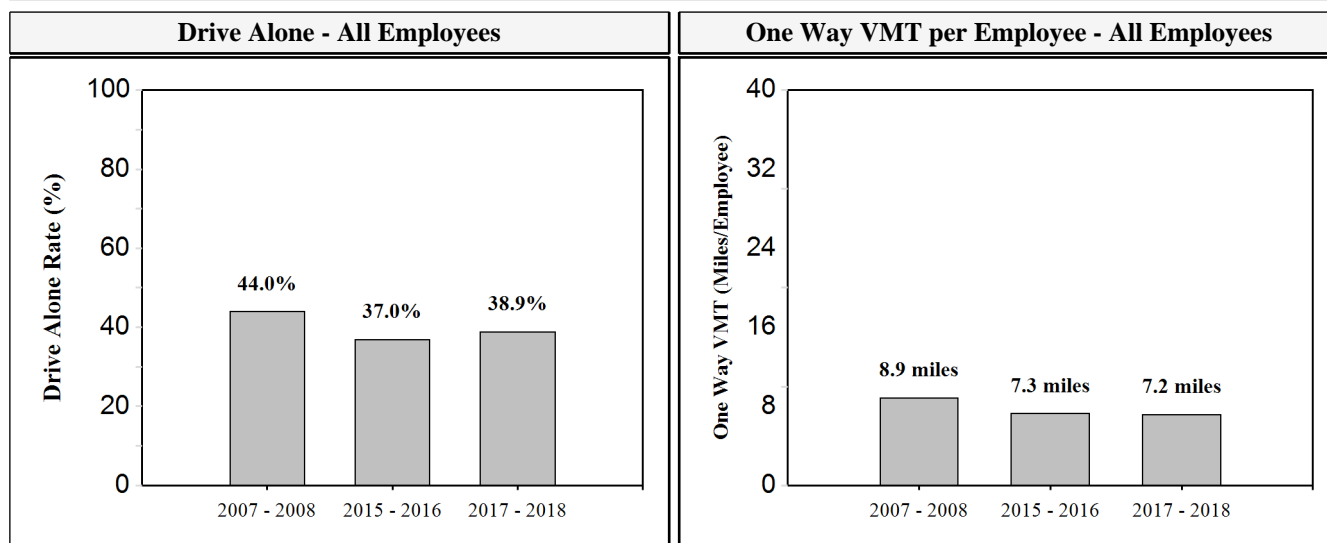 Drive Alone - All Employees
One Way VMT per Employee - All Employees
Drive Alone Rate (%)
100
80
60
40
20
0
44.0%
37.0%
38.9%
2007 - 2008
2015 - 2016
2017 - 2018
One Way VMT (Miles/Employee)
40
32
24
16
8
0
8.9 miles
7.3 miles
7.2 miles
2007 - 2008
2015 - 2016
2017 - 2018